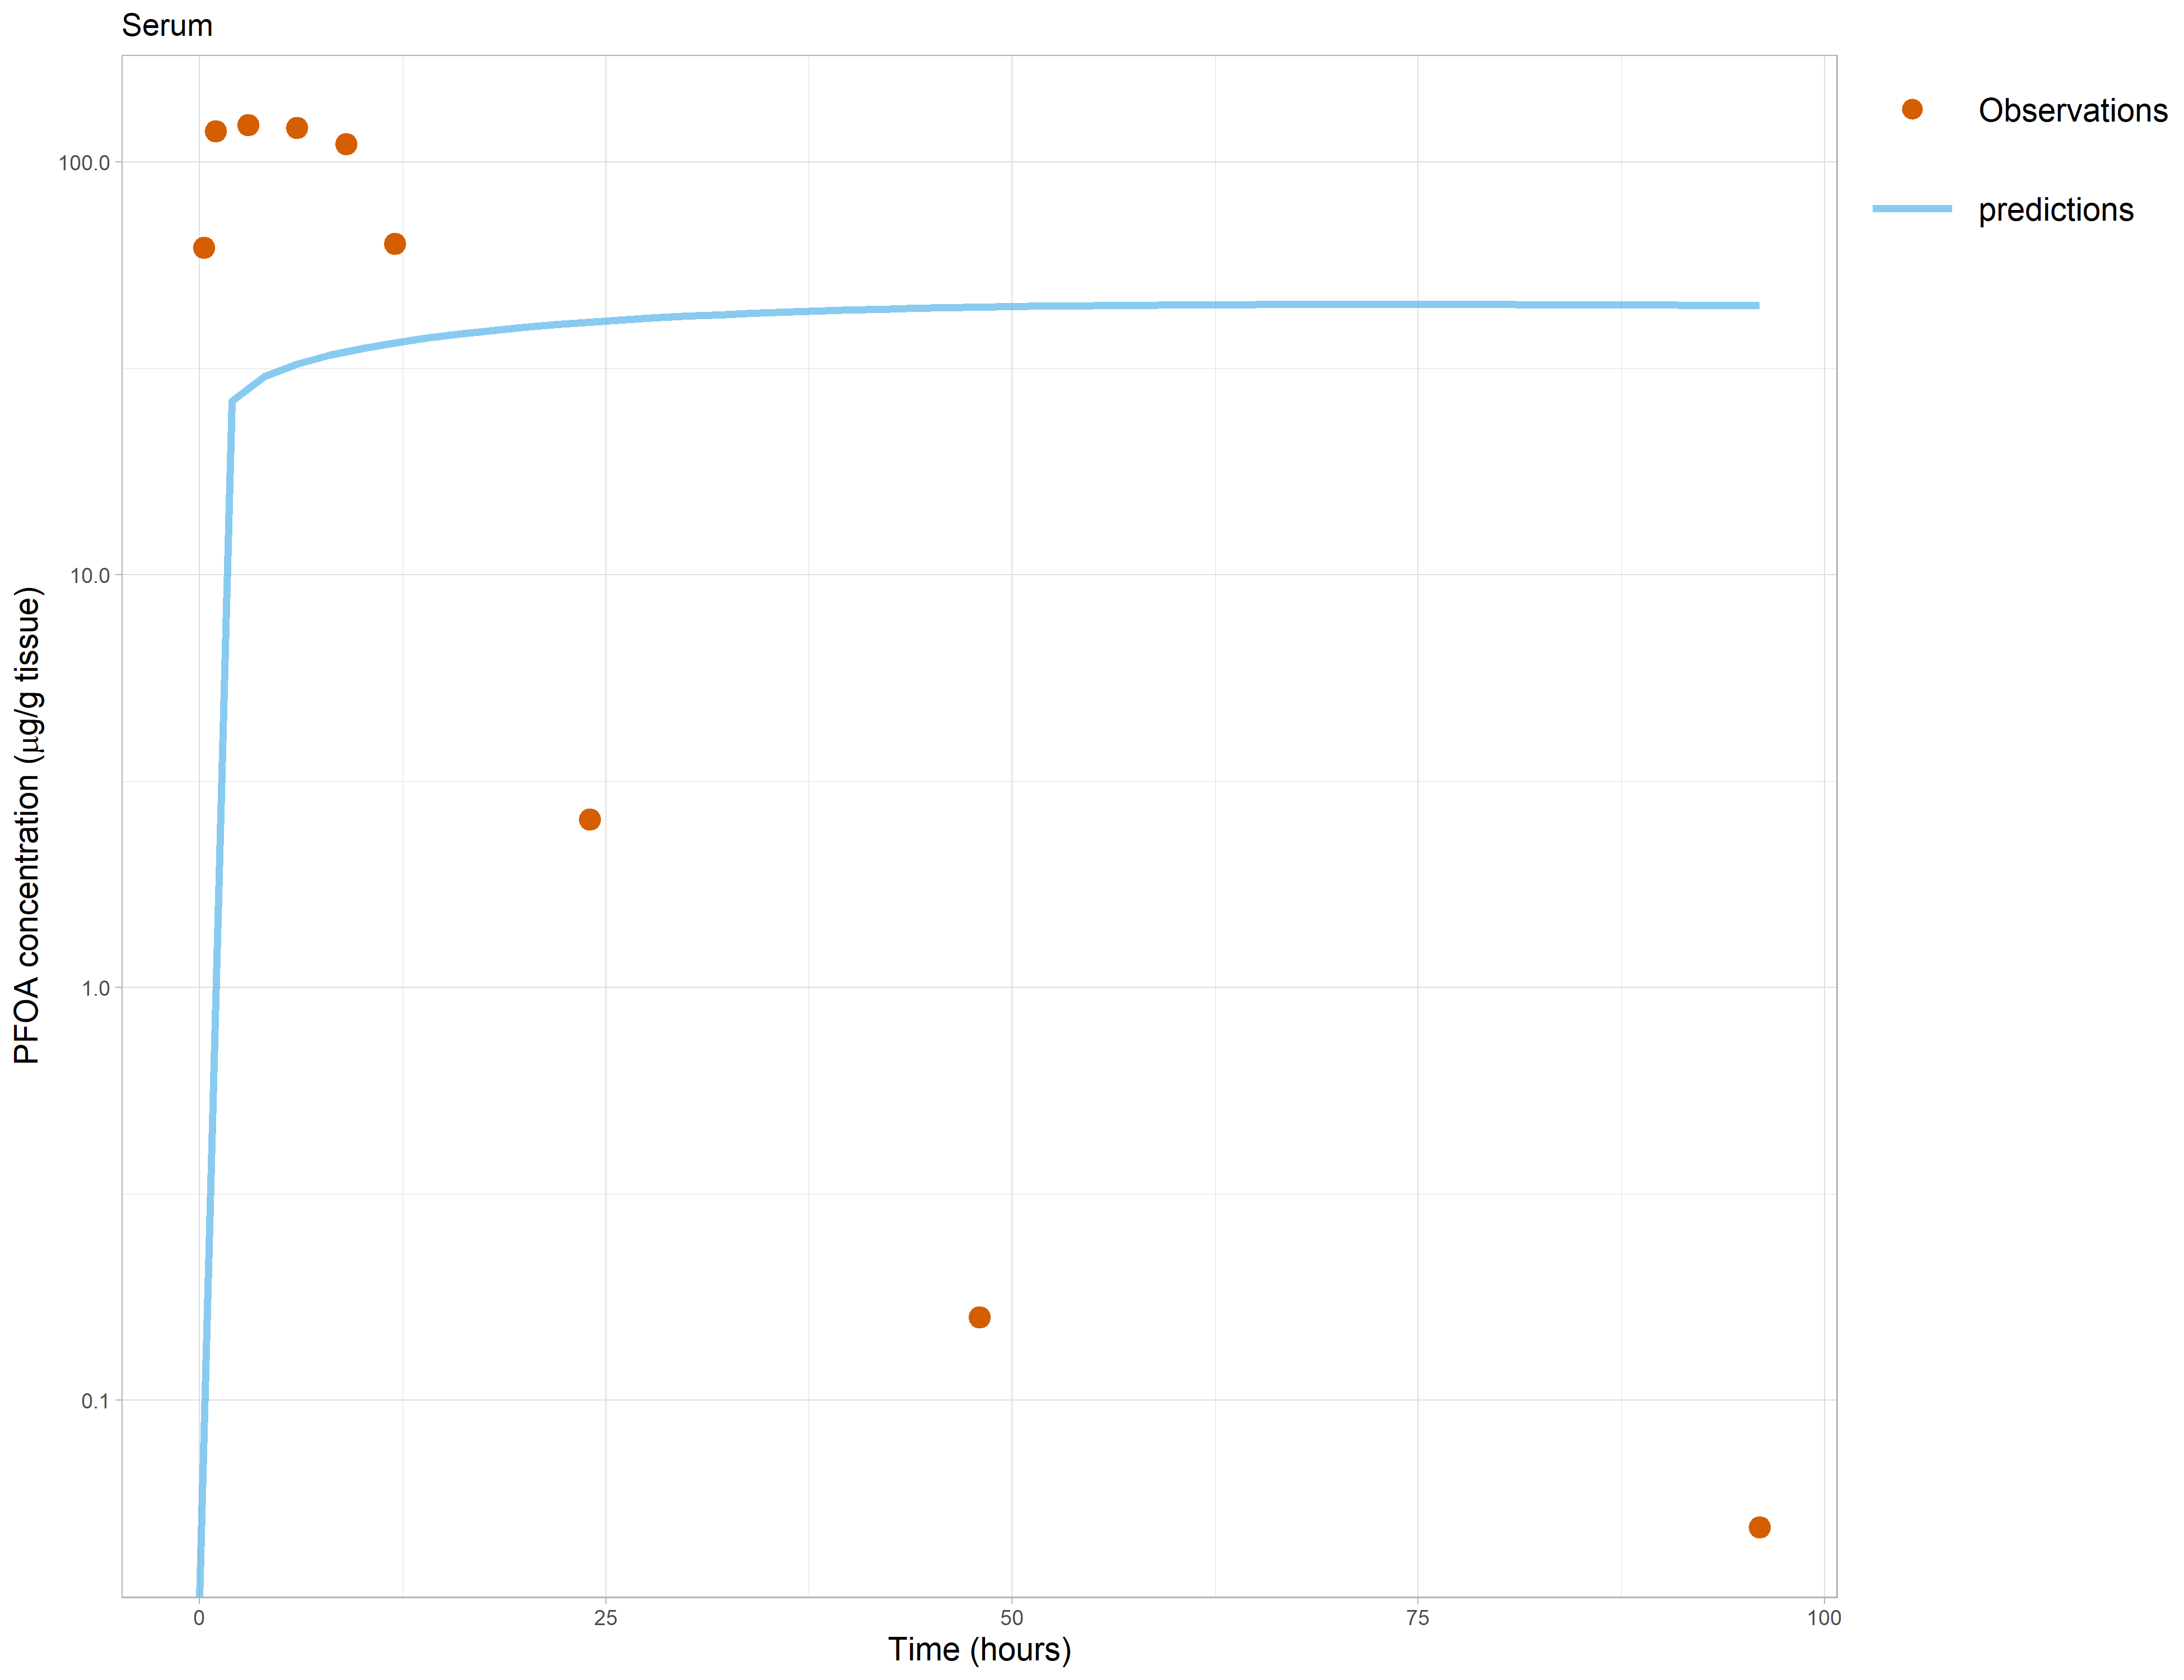 Serum
Observations
predictions
PFOA concentration (μg/g tissue)
100.0
10.0
1.0
0.1
0
25
50
75
100
Time (hours)